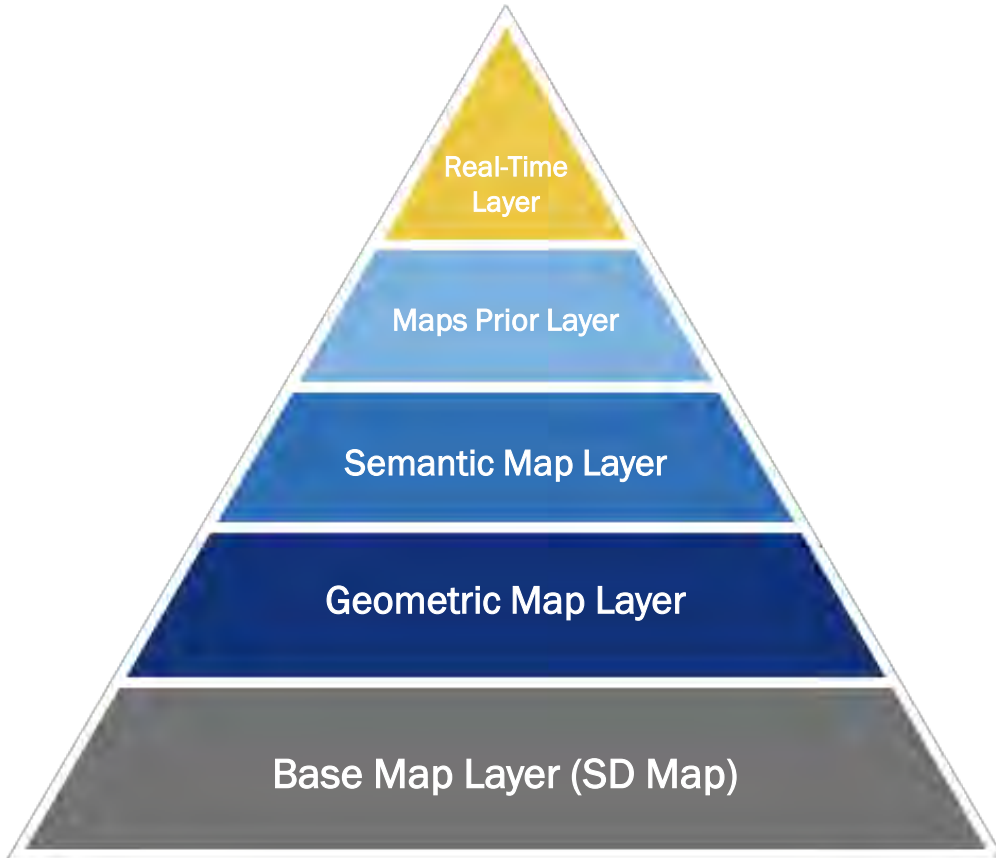 Real-Time
Layer
Maps Prior Layer
Semantic Map Layer
Geometric Map Layer
Base Map Layer (SD Map)